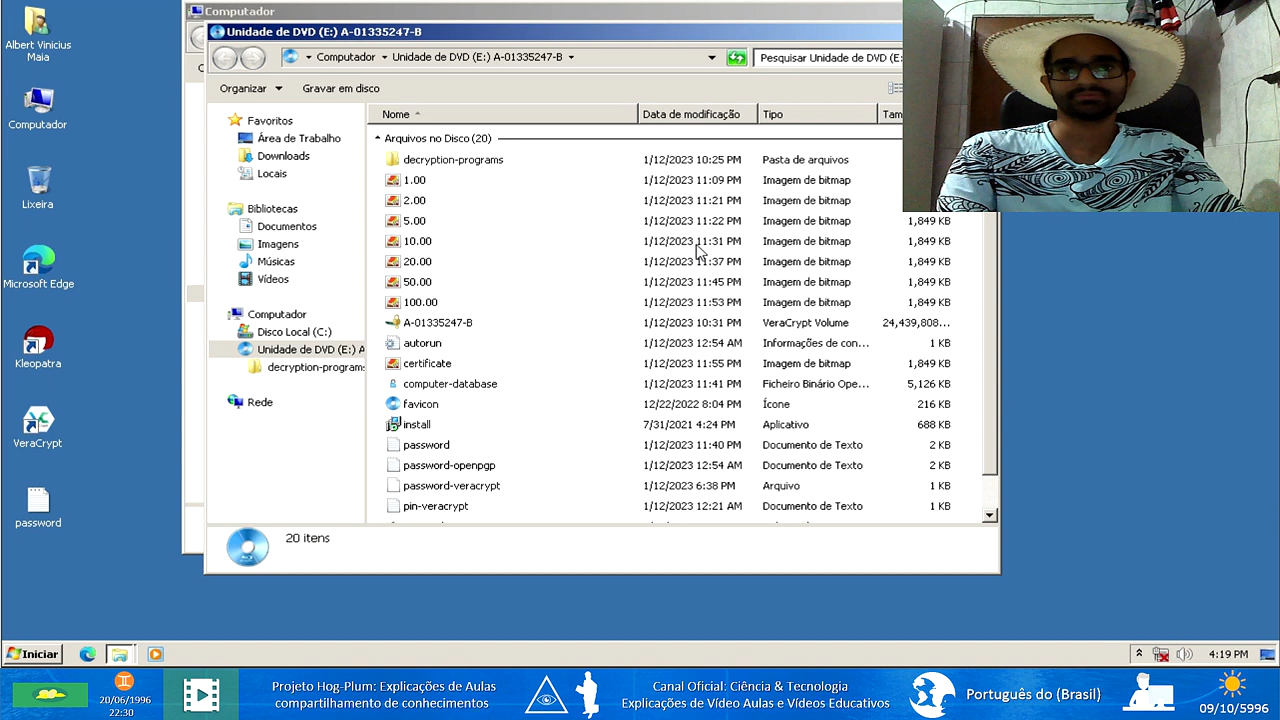 Computador
Unidade de DVD (E:) A-01335247-B
Computador
Unidade de DVD (E:) A-01335247-B
Pesquisar Unidade de DVD (E:
Organizar
Gravar em disco
Nome
Data de modificação
Tipo
Tam
Arquivos no Disco (20)
decryption-programs 1/12/2023 10:25 PM Pasta de arquivos
1.00 1/12/2023 11:09 PM Imagem de bitmap
2.00 1/12/2023 11:21 PM Imagem de bitmap
5.00 1/12/2023 11:22 PM Imagem de bitmap 1,849 KB
10.00 1/12/2023 11:31 PM Imagem de bitmap 1,849 KB
20.00 1/12/2023 11:37 PM Imagem de bitmap 1,849 KB
50.00 1/12/2023 11:45 PM Imagem de bitmap 1,849 KB
100.00 1/12/2023 11:53 PM Imagem de bitmap 1,849 KB
A-01335247-B 1/12/2023 10:31 PM VeraCrypt Volume 24,439,808...
autorun 1/12/2023 12:54 AM Informações de con... 1 KB
certificate 1/12/2023 11:55 PM Imagem de bitmap 1,849 KB
computer-database 1/12/2023 11:41 PM Ficheiro Binário Ope... 5,126 KB
favicon 12/22/2022 8:04 PM Ícone 216 KB
install 7/31/2021 4:24 PM Aplicativo 688 KB
password 1/12/2023 11:40 PM Documento de Texto 2 KB
password-openpgp 1/12/2023 12:54 AM Documento de Texto 2 KB
password-veracrypt 1/12/2023 6:38 PM Arquivo 1 KB
pin-veracrypt 1/12/2023 12:21 AM Documento de Texto 1 KB
20 itens
Favoritos
Área de Trabalho
Downloads
Locais
Bibliotecas
Documentos
Imagens
Músicas
Vídeos
Computador
Disco Local (C:)
Unidade de DVD (E:) A
decryption-programs
Rede
Albert Vinicius
Maia
Computador
Lixeira
Microsoft Edge
Kleopatra
VeraCrypt
password
Iniciar
4:19 PM
20/06/1996
22:30
Projeto Hog-Plum: Explicações de Aulas
compartilhamento de conhecimentos
Canal Oficial: Ciência & Tecnologia
Explicações de Vídeo Aulas e Vídeos Educativos
Português do (Brasil)
09/10/5996